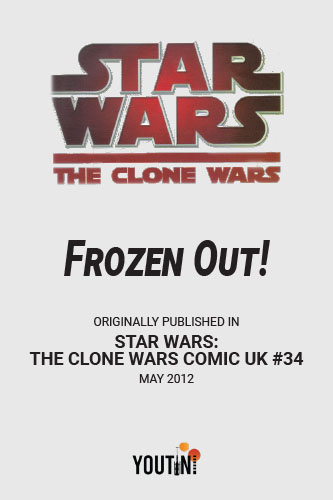 STAR
WARS
THE CLONE WARS
FROZEN OUT!
ORIGINALLY PUBLISHED IN
STAR WARS:
THE CLONE WARS COMIC UK #34
MAY 2012
YOUTINI